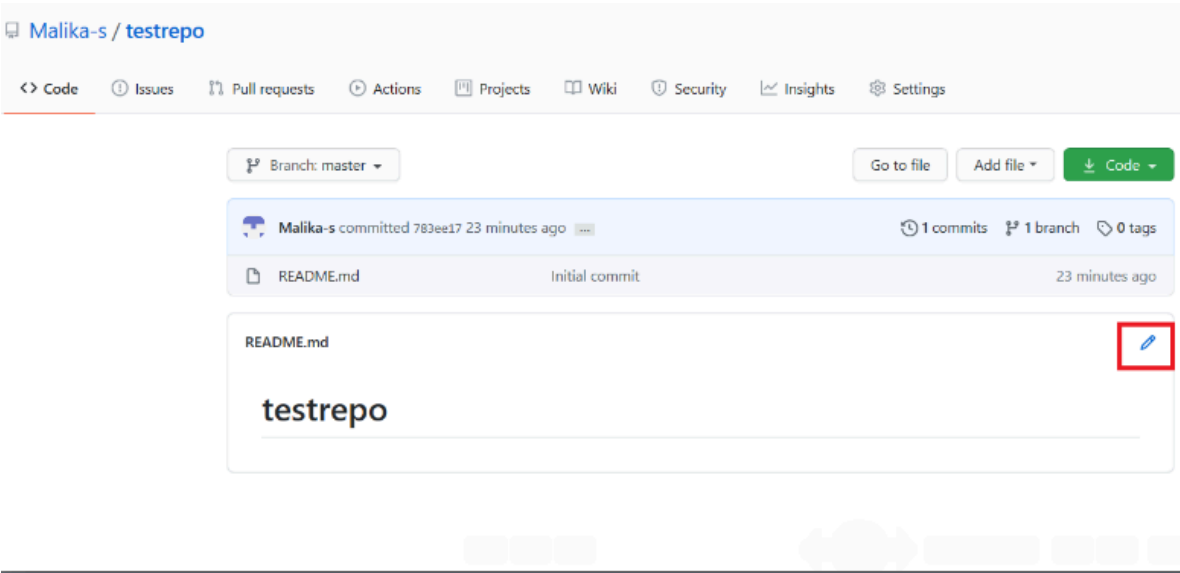 Malika-s / testrepo
Code Issues Pull requests Actions Projects Wiki Security Insights Settings
Branch: master Go to file Add file Code
Malika-s committed 783ee17 23 minutes ago ... 1 commits 1 branch 0 tags
README.md Initial commit 23 minutes ago
README.md
testrepo